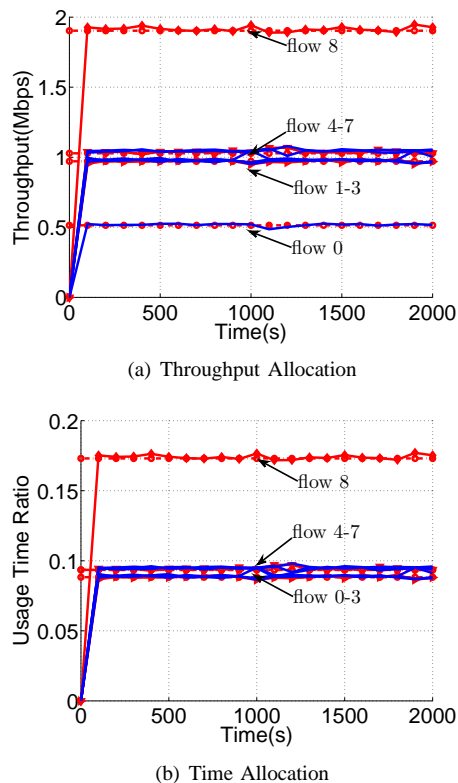 2
1.5
1
0.5
0
Throughput(Mbps)
flow 8
flow 4-7
flow 1-3
flow 0
0 500 1000 1500 2000
Time(s)
(a) Throughput Allocation
0.2
0.15
0.1
0.05
0
Usage Time Ratio
flow 8
flow 4-7
flow 0-3
0 500 1000 1500 2000
Time(s)
(b) Time Allocation